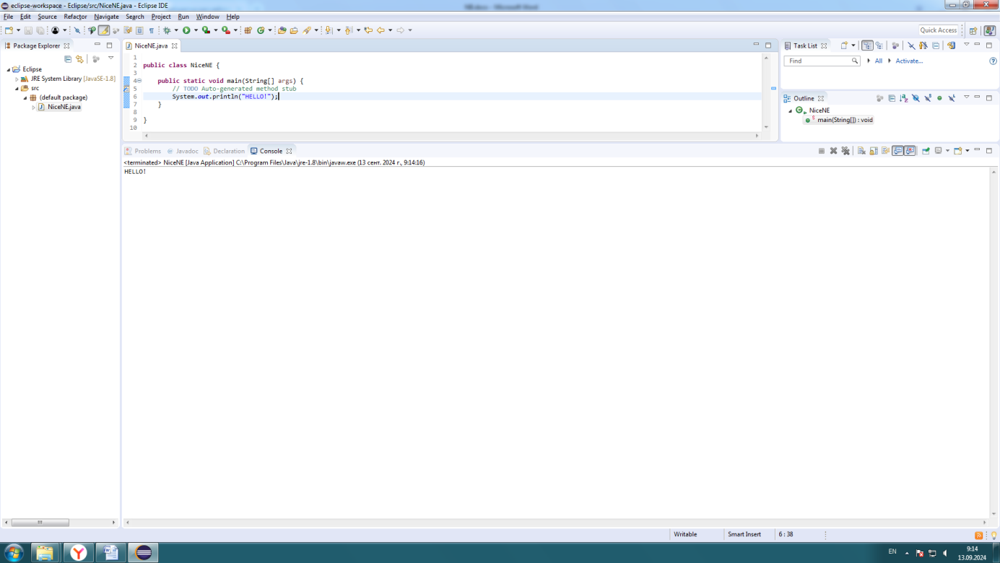 eclipse-workspace - Eclipse/src/NiceNE.java - Eclipse IDE
File Edit Source Refactor Navigate Search Project Run Window Help
Quick Access
Package Explorer
Eclipse
JRE System Library [JavaSE-1.8]
src
(default package)
NiceNE.java
NiceNE.java
1
2 public class NiceNE {
3
4 public static void main(String[] args) {
5 // TODO Auto-generated method stub
6 System.out.println("HELLO!");
7 }
8
9 }
10
Task List
Find All Activate...
Outline
NiceNE
main(String[]) : void
Problems Javadoc Declaration Console
<terminated> NiceNE [Java Application] C:\Program Files\Java\jre-1.8\bin\javaw.exe (13 сент. 2024 г., 9:14:16)
HELLO!
Writable Smart Insert 6 : 38
EN 9:14
13.09.2024